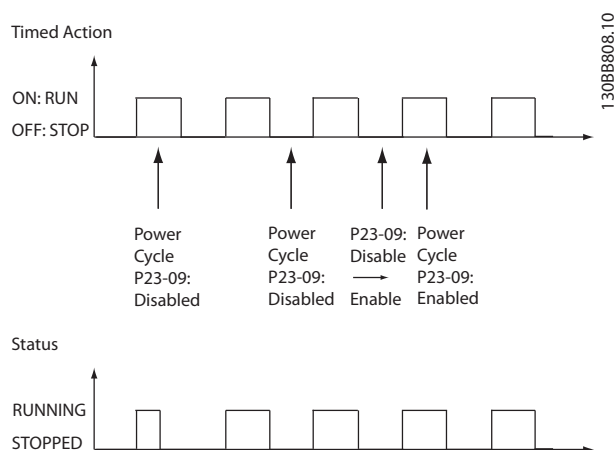 Timed Action
130BB808.10
ON: RUN
OFF: STOP
Power
Cycle
P23-09:
Disabled
Power
Cycle
P23-09:
Disabled
P23-09:
Disable
Enable
Power
Cycle
P23-09:
Enabled
Status
RUNNING
STOPPED